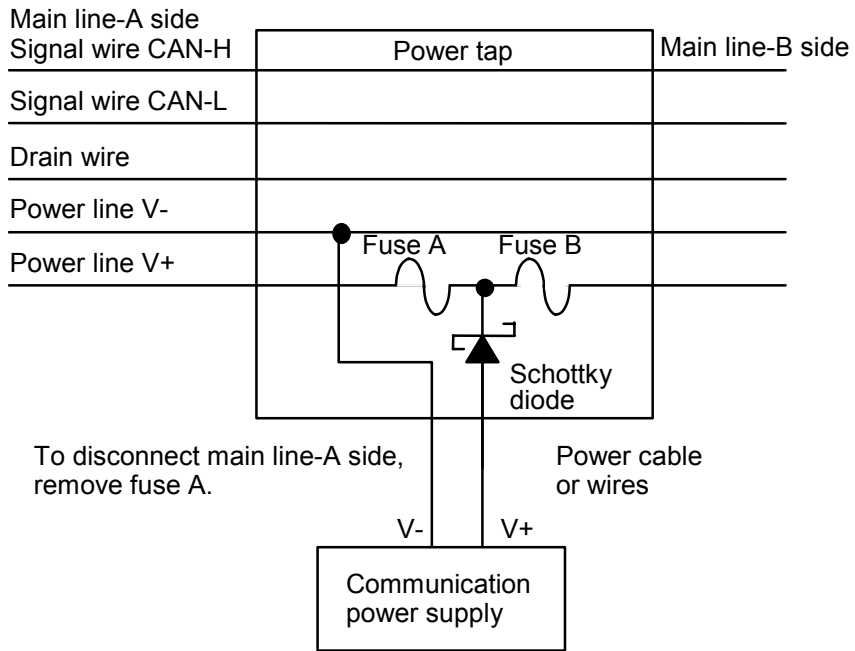 Main line-A side
Signal wire CAN-H
Power tap
Main line-B side
Signal wire CAN-L
Drain wire
Power line V-
Fuse A
Fuse B
Power line V+
Schottky
diode
To disconnect main line-A side,
remove fuse A.
Power cable
or wires
V-
V+
Communication
power supply